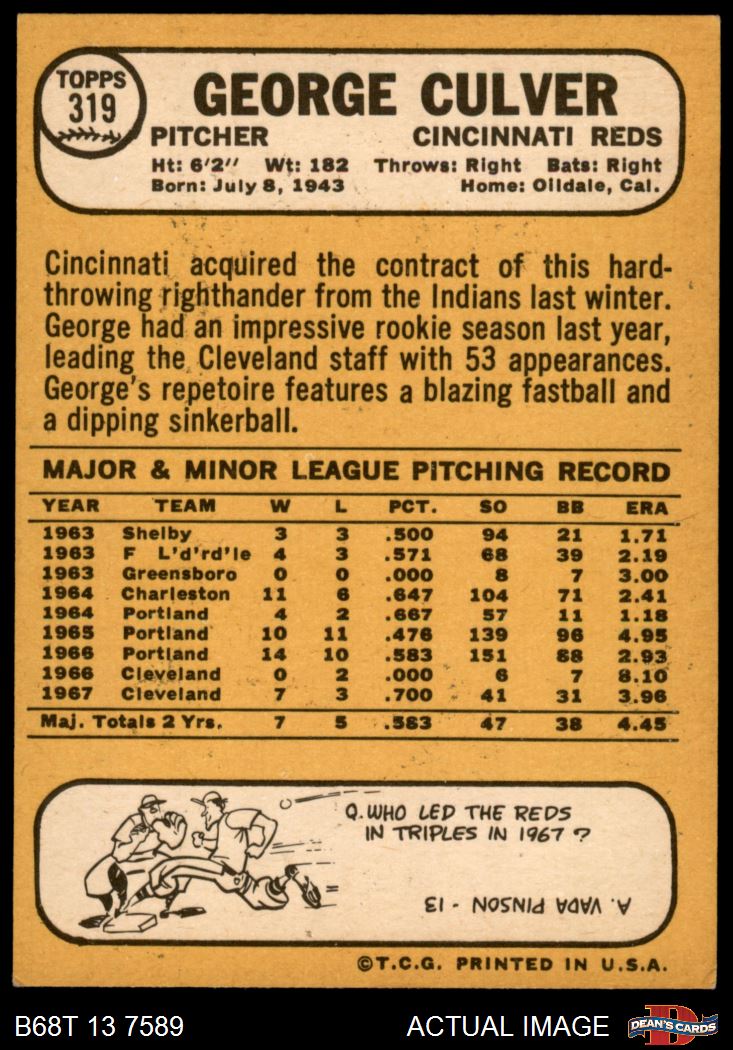 TOPPS
319
GEORGE CULVER
PITCHER CINCINNATI REDS
Ht: 6'2" Wt: 182 Throws: Right Bats: Right
Born: July 8, 1943 Home: Oildale, Cal.
Cincinnati acquired the contract of this hard-
throwing righthander from the Indians last winter.
George had an impressive rookie season last year,
leading the Cleveland staff with 53 appearances.
George's repetoire features a blazing fastball and
a dipping sinkerball.
MAJOR & MINOR LEAGUE PITCHING RECORD
YEAR TEAM W L PCT. SO BB ERA
1963 Shelby 3 3 .500 94 21 1.71
1963 F L'd'rd'le 4 3 .571 68 39 2.19
1963 Greensboro 0 0 .000 8 7 3.00
1964 Charleston 11 6 .647 104 71 2.41
1964 Portland 4 2 .667 57 11 1.18
1965 Portland 10 11 .476 139 96 4.95
1966 Portland 14 10 .583 151 88 2.93
1966 Cleveland 0 2 .000 6 7 8.10
1967 Cleveland 7 3 .700 41 31 3.96
Maj. Totals 2 Yrs. 7 5 .583 47 38 4.45
Q. WHO LED THE REDS
IN TRIPLES IN 1967?
A. VADA PINSON - 13
©T.C.G. PRINTED IN U.S.A.
B68T 13 7589 ACTUAL IMAGE D DEAN'S CARDS